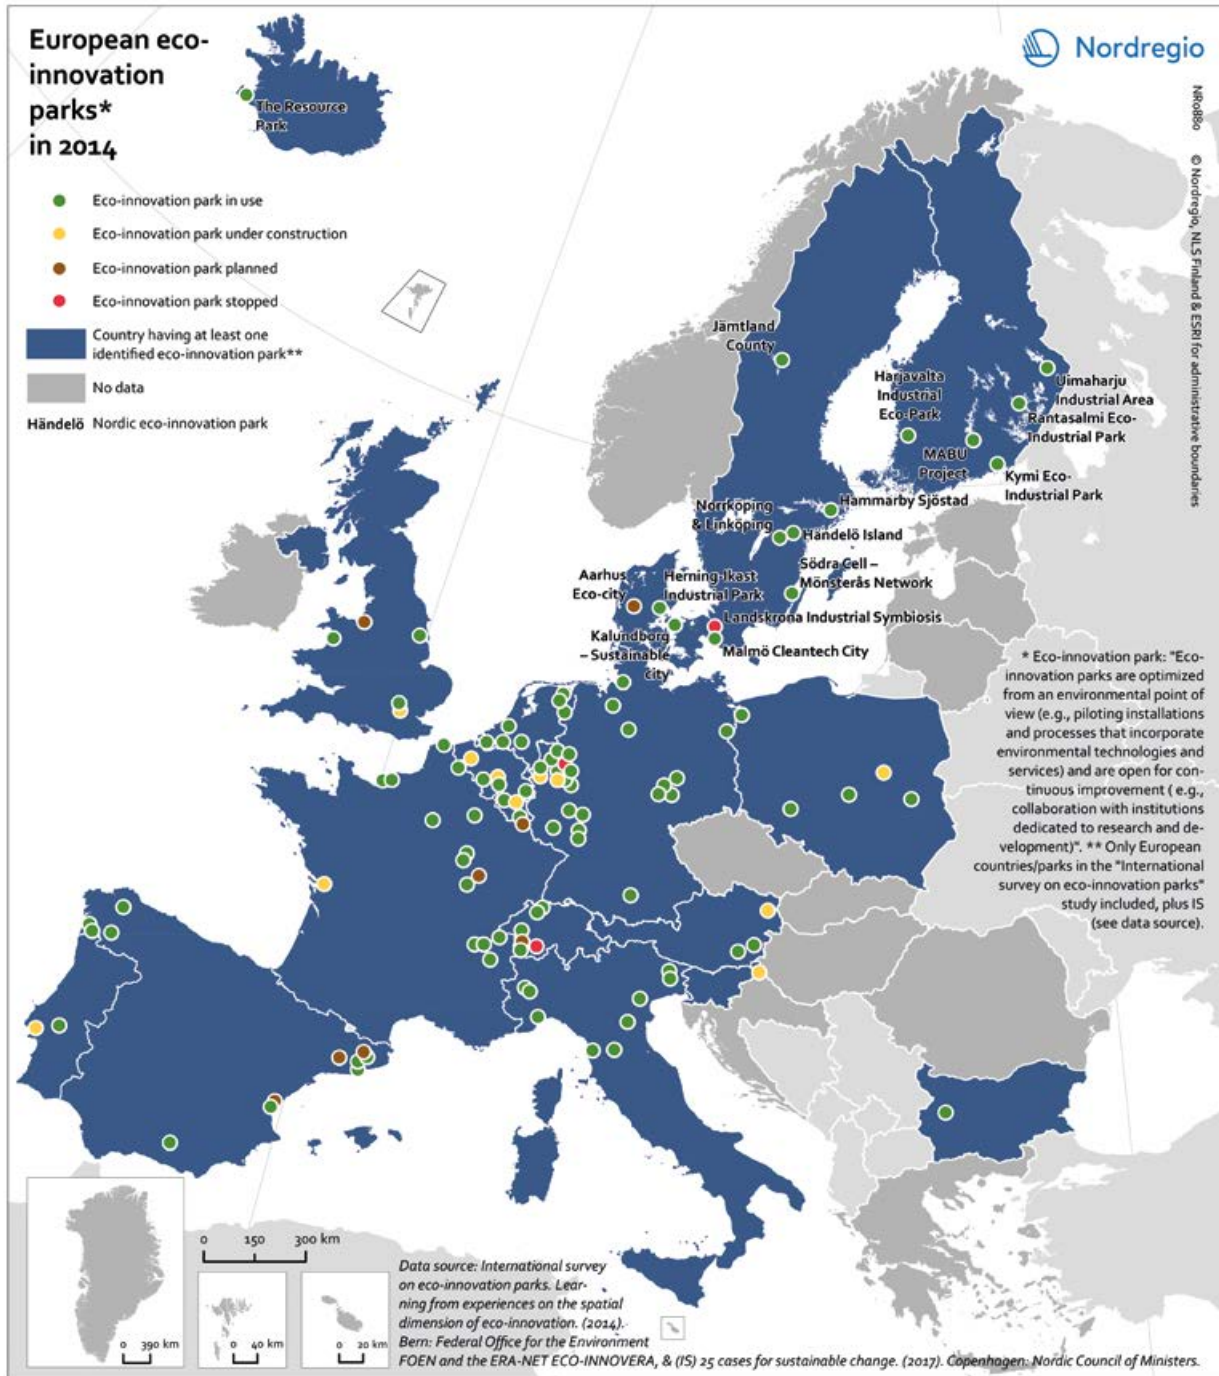 European eco-
innovation
parks*
in 2014
Nordregio
NR0880 © Nordregio, NLS Finland & ESRI for administrative boundaries
The Resource
Park
Eco-innovation park in use
Eco-innovation park under construction
Eco-innovation park planned
Eco-innovation park stopped
Country having at least one
identified eco-innovation park**
No data
Händelö Nordic eco-innovation park
Jämtland
County
Harjavalta
Industrial
Eco-Park
Uimaharju
Industrial Area
Rantasalmi Eco-
Industrial Park
MABU
Project
Kymi Eco-
Industrial Park
Hammarby Sjöstad
Norrköping
& Linköping
Händelö Island
Södra Cell –
Mönsterås Network
Aarhus
Eco-city
Herning-Ikast
Industrial Park
Landskrona Industrial Symbiosis
Kalundborg
– Sustainable
city
Malmö Cleantech City
* Eco-innovation park: "Eco-
innovation parks are optimized
from an environmental point of
view (e.g., piloting installations
and processes that incorporate
environmental technologies and
services) and are open for con-
tinuous improvement ( e.g.,
collaboration with institutions
dedicated to research and de-
velopment)". ** Only European
countries/parks in the "International
survey on eco-innovation parks"
study included, plus IS
(see data source).
0 150 300 km
0 390 km
0 40 km
0 20 km
Data source: International survey
on eco-innovation parks. Lear-
ning from experiences on the spatial
dimension of eco-innovation. (2014).
Bern: Federal Office for the Environment
FOEN and the ERA-NET ECO-INNOVERA, & (IS) 25 cases for sustainable change. (2017). Copenhagen: Nordic Council of Ministers.